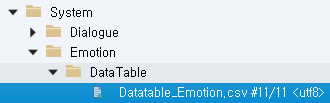 System
Dialogue
Emotion
DataTable
Datatable_Emotion,csv #11/11 <utf8>